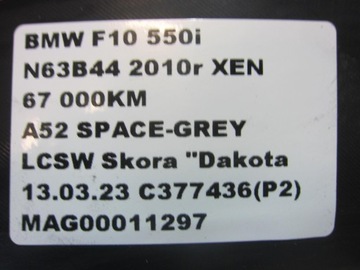 BMW F10 550i
N63B44 2010r XEN
67 000KM
A52 SPACE-GREY
LCSW Skora "Dakota
13.03.23 C377436(P2)
MAG00011297